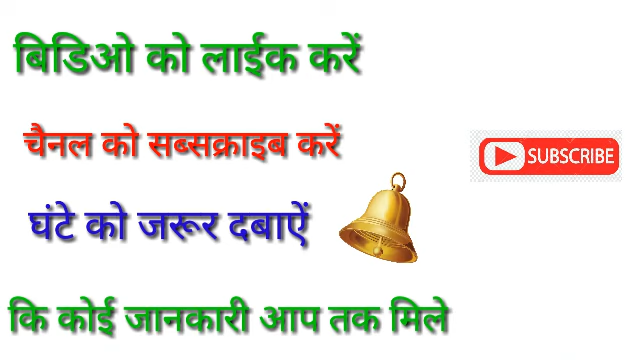 बिडिओ को लाईक करें
चैनल को सब्सक्राइब करें
SUBSCRIBE
घंटे को जरूर दबाऐं
कि कोई जानकारी आप तक मिले